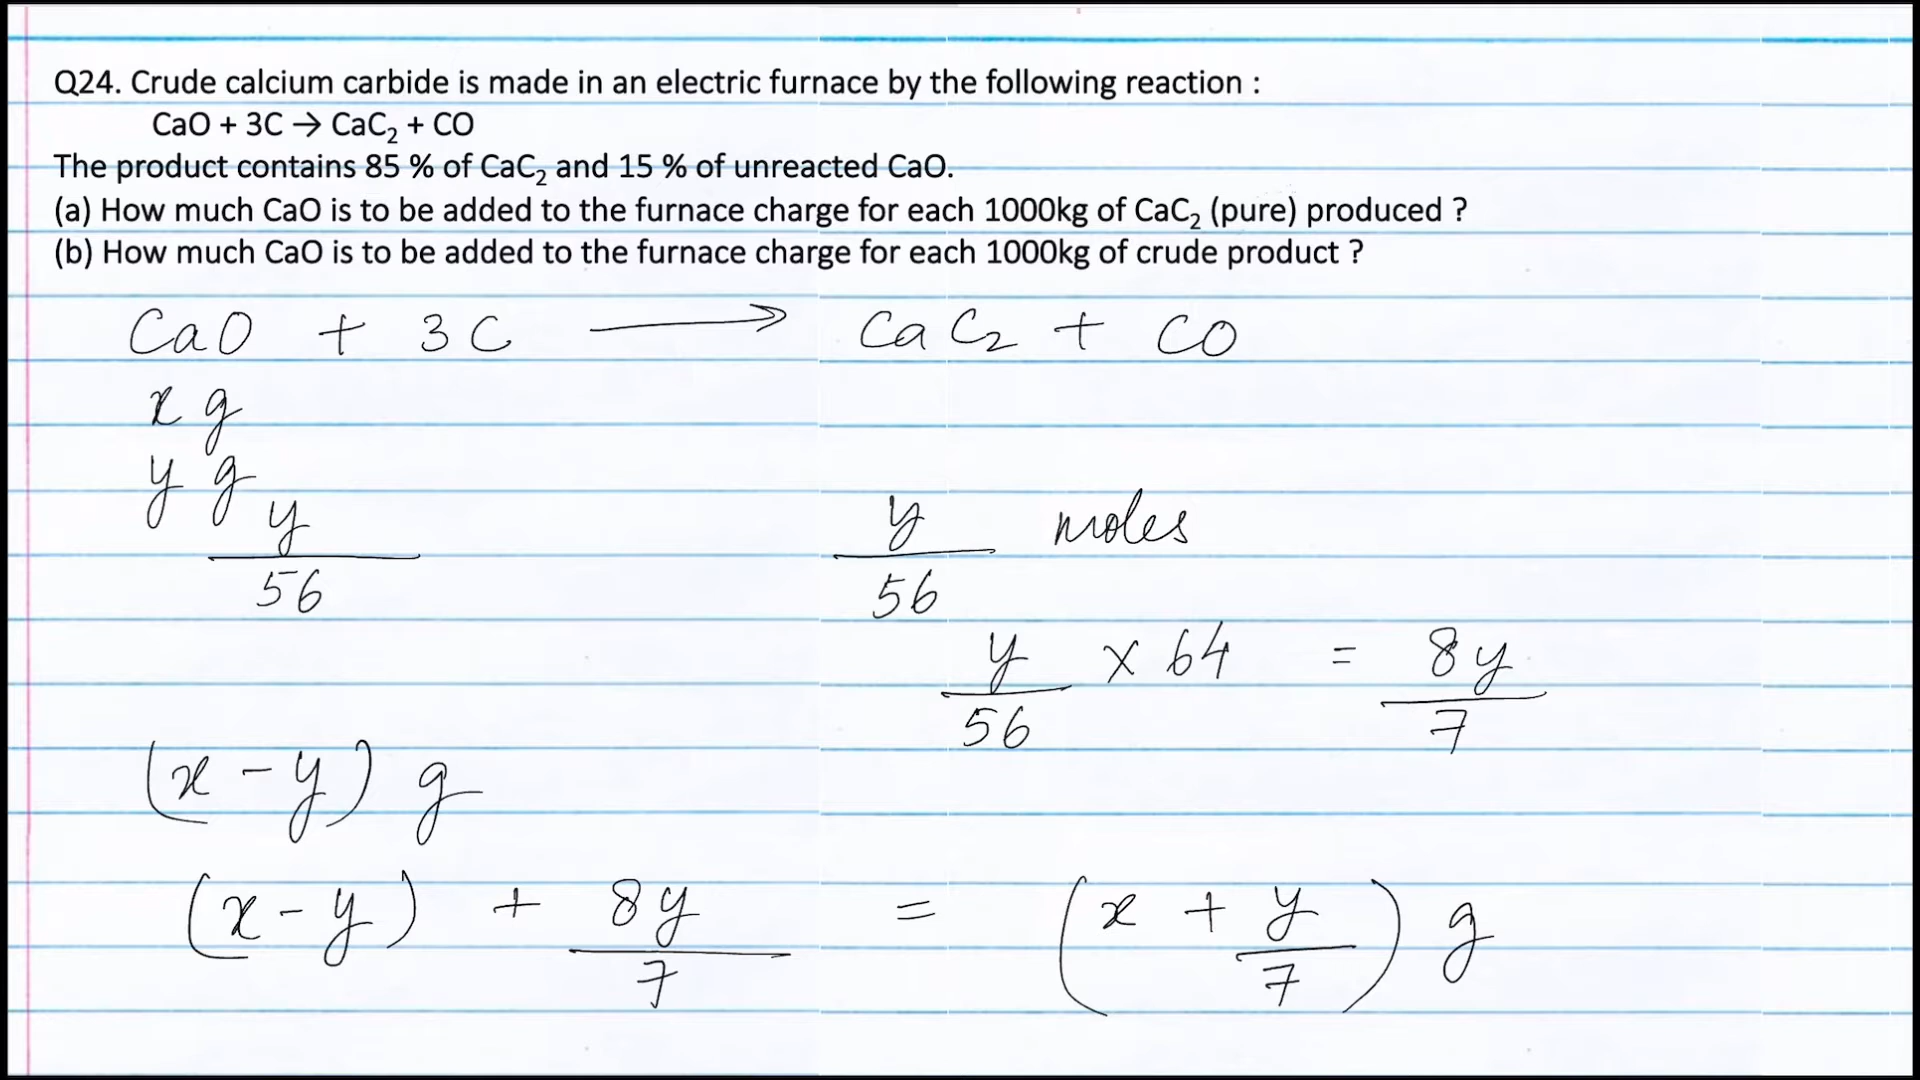 Q24. Crude calcium carbide is made in an electric furnace by the following reaction :
CaO + 3C → CaC₂ + CO
The product contains 85 % of CaC₂ and 15 % of unreacted CaO.
(a) How much CaO is to be added to the furnace charge for each 1000kg of CaC₂ (pure) produced ?
(b) How much CaO is to be added to the furnace charge for each 1000kg of crude product ?
CaO + 3C ⟶ CaC₂ + CO
x g
y g
y/56 y/56 moles
y/56 × 64 = 8y/7
(x - y) g
(x - y) + 8y/7 = (x + y/7) g